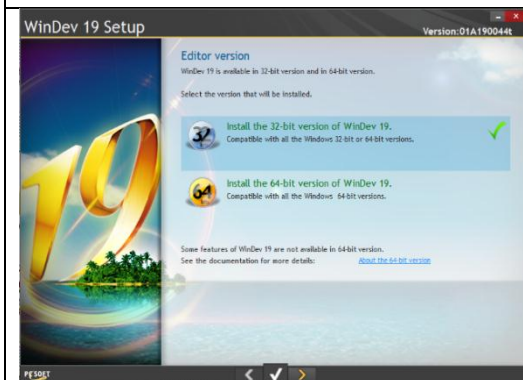 WinDev 19 Setup
Version:01A190044t
Editor version
WinDev 19 is available in 32-bit version and in 64-bit version.
Select the version that will be installed.
32
Install the 32-bit version of WinDev 19.
Compatible with all the Windows 32-bit or 64-bit versions.
64
Install the 64-bit version of WinDev 19.
Compatible with all the Windows 64-bit versions.
19
Some features of WinDev 19 are not available in 64-bit version.
See the documentation for more details:
About the 64-bit version
PC SOFT